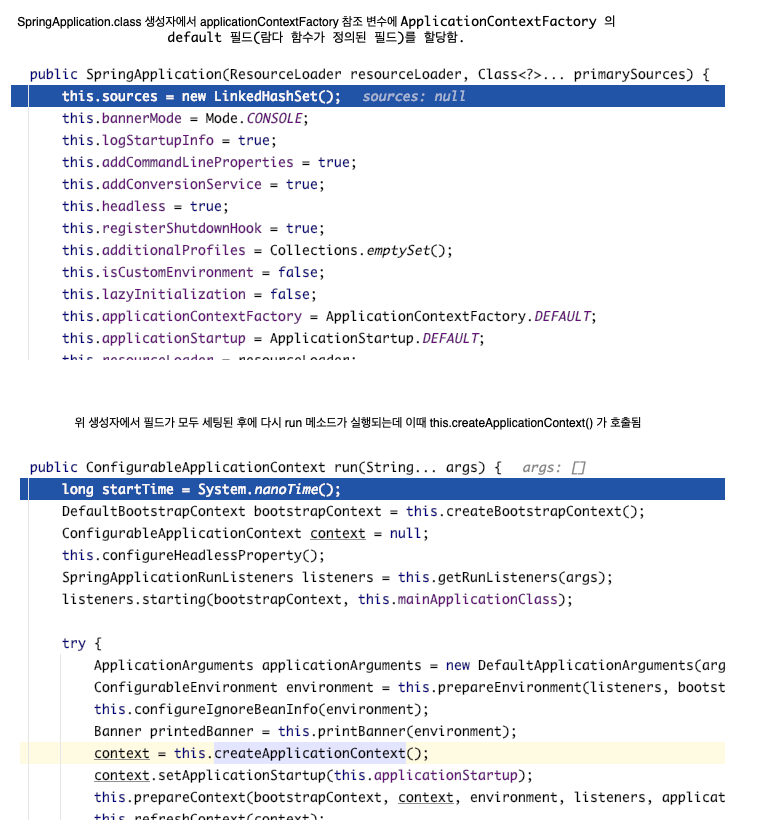 SpringApplication.class 생성자에서 applicationContextFactory 참조 변수에 ApplicationContextFactory 의
default 필드(람다 함수가 정의된 필드)를 할당함.
public SpringApplication(ResourceLoader resourceLoader, Class<?>... primarySources) {
this.sources = new LinkedHashSet(); sources: null
this.bannerMode = Mode.CONSOLE;
this.logStartupInfo = true;
this.addCommandLineProperties = true;
this.addConversionService = true;
this.headless = true;
this.registerShutdownHook = true;
this.additionalProfiles = Collections.emptySet();
this.isCustomEnvironment = false;
this.lazyInitialization = false;
this.applicationContextFactory = ApplicationContextFactory.DEFAULT;
this.applicationStartup = ApplicationStartup.DEFAULT;
this.resourceLoader = resourceLoader;
위 생성자에서 필드가 모두 세팅된 후에 다시 run 메소드가 실행되는데 이때 this.createApplicationContext() 가 호출됨
public ConfigurableApplicationContext run(String... args) { args: []
long startTime = System.nanoTime();
DefaultBootstrapContext bootstrapContext = this.createBootstrapContext();
ConfigurableApplicationContext context = null;
this.configureHeadlessProperty();
SpringApplicationRunListeners listeners = this.getRunListeners(args);
listeners.starting(bootstrapContext, this.mainApplicationClass);
try {
ApplicationArguments applicationArguments = new DefaultApplicationArguments(arg
ConfigurableEnvironment environment = this.prepareEnvironment(listeners, bootst
this.configureIgnoreBeanInfo(environment);
Banner printedBanner = this.printBanner(environment);
context = this.createApplicationContext();
context.setApplicationStartup(this.applicationStartup);
this.prepareContext(bootstrapContext, context, environment, listeners, applicat
this.refreshContext(context);